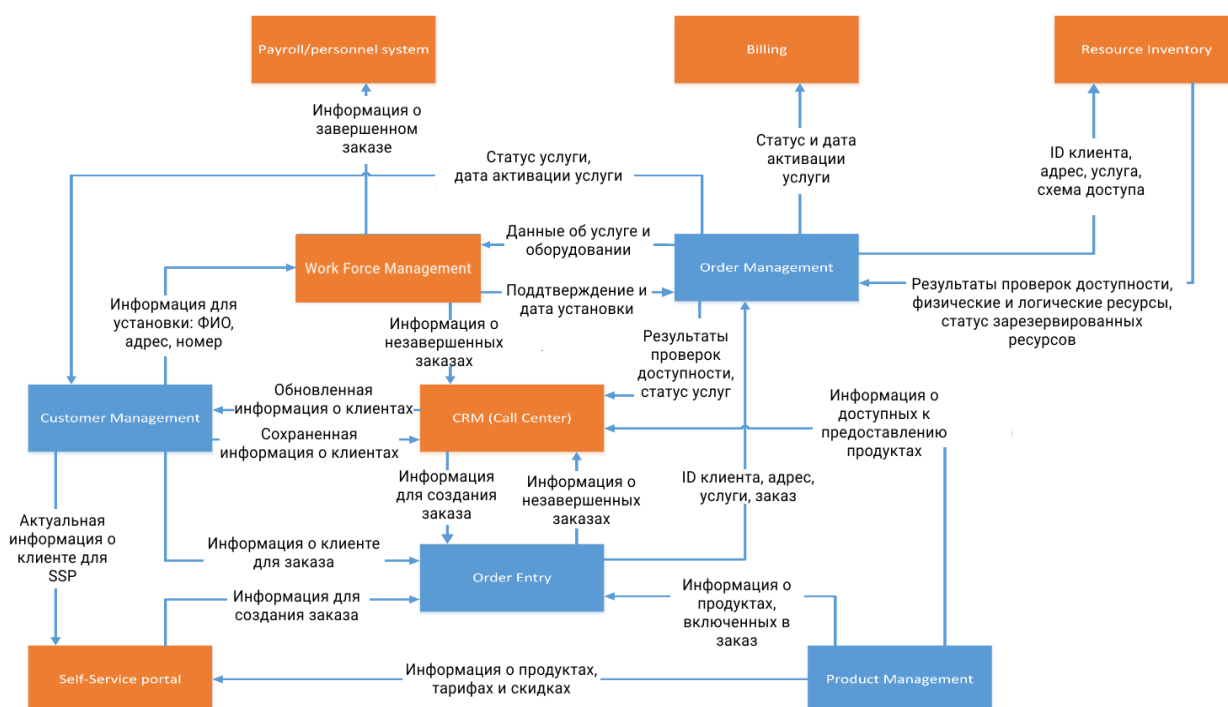 Payroll/personnel system
Billing
Resource Inventory
Информация о
завершенном
заказе
Статус и дата
активации
услуги
ID клиента,
адрес, услуга,
схема доступа
Статус услуги,
дата активации услуги
Work Force Management
Данные об услуге и
оборудовании
Order Management
Поддтверждение и
дата установки
Результаты проверок доступности,
физические и логические ресурсы,
статус зарезервированных
ресурсов
Информация для
установки: ФИО,
адрес, номер
Информация о
незавершенных
заказах
Результаты
проверок
доступности,
статус услуг
Customer Management
Обновленная
информация о клиентах
Сохраненная
информация о клиентах
CRM (Call Center)
Информация о
доступных к
предоставлению
продуктах
Информация
для создания
заказа
Информация о
незавершенных
заказах
ID клиента, адрес,
услуги, заказ
Актуальная
информация о
клиенте для
SSP
Информация о клиенте
для заказа
Order Entry
Информация для
создания заказа
Информация о
продуктах,
включенных в
заказ
Self-Service portal
Информация о продуктах,
тарифах и скидках
Product Management